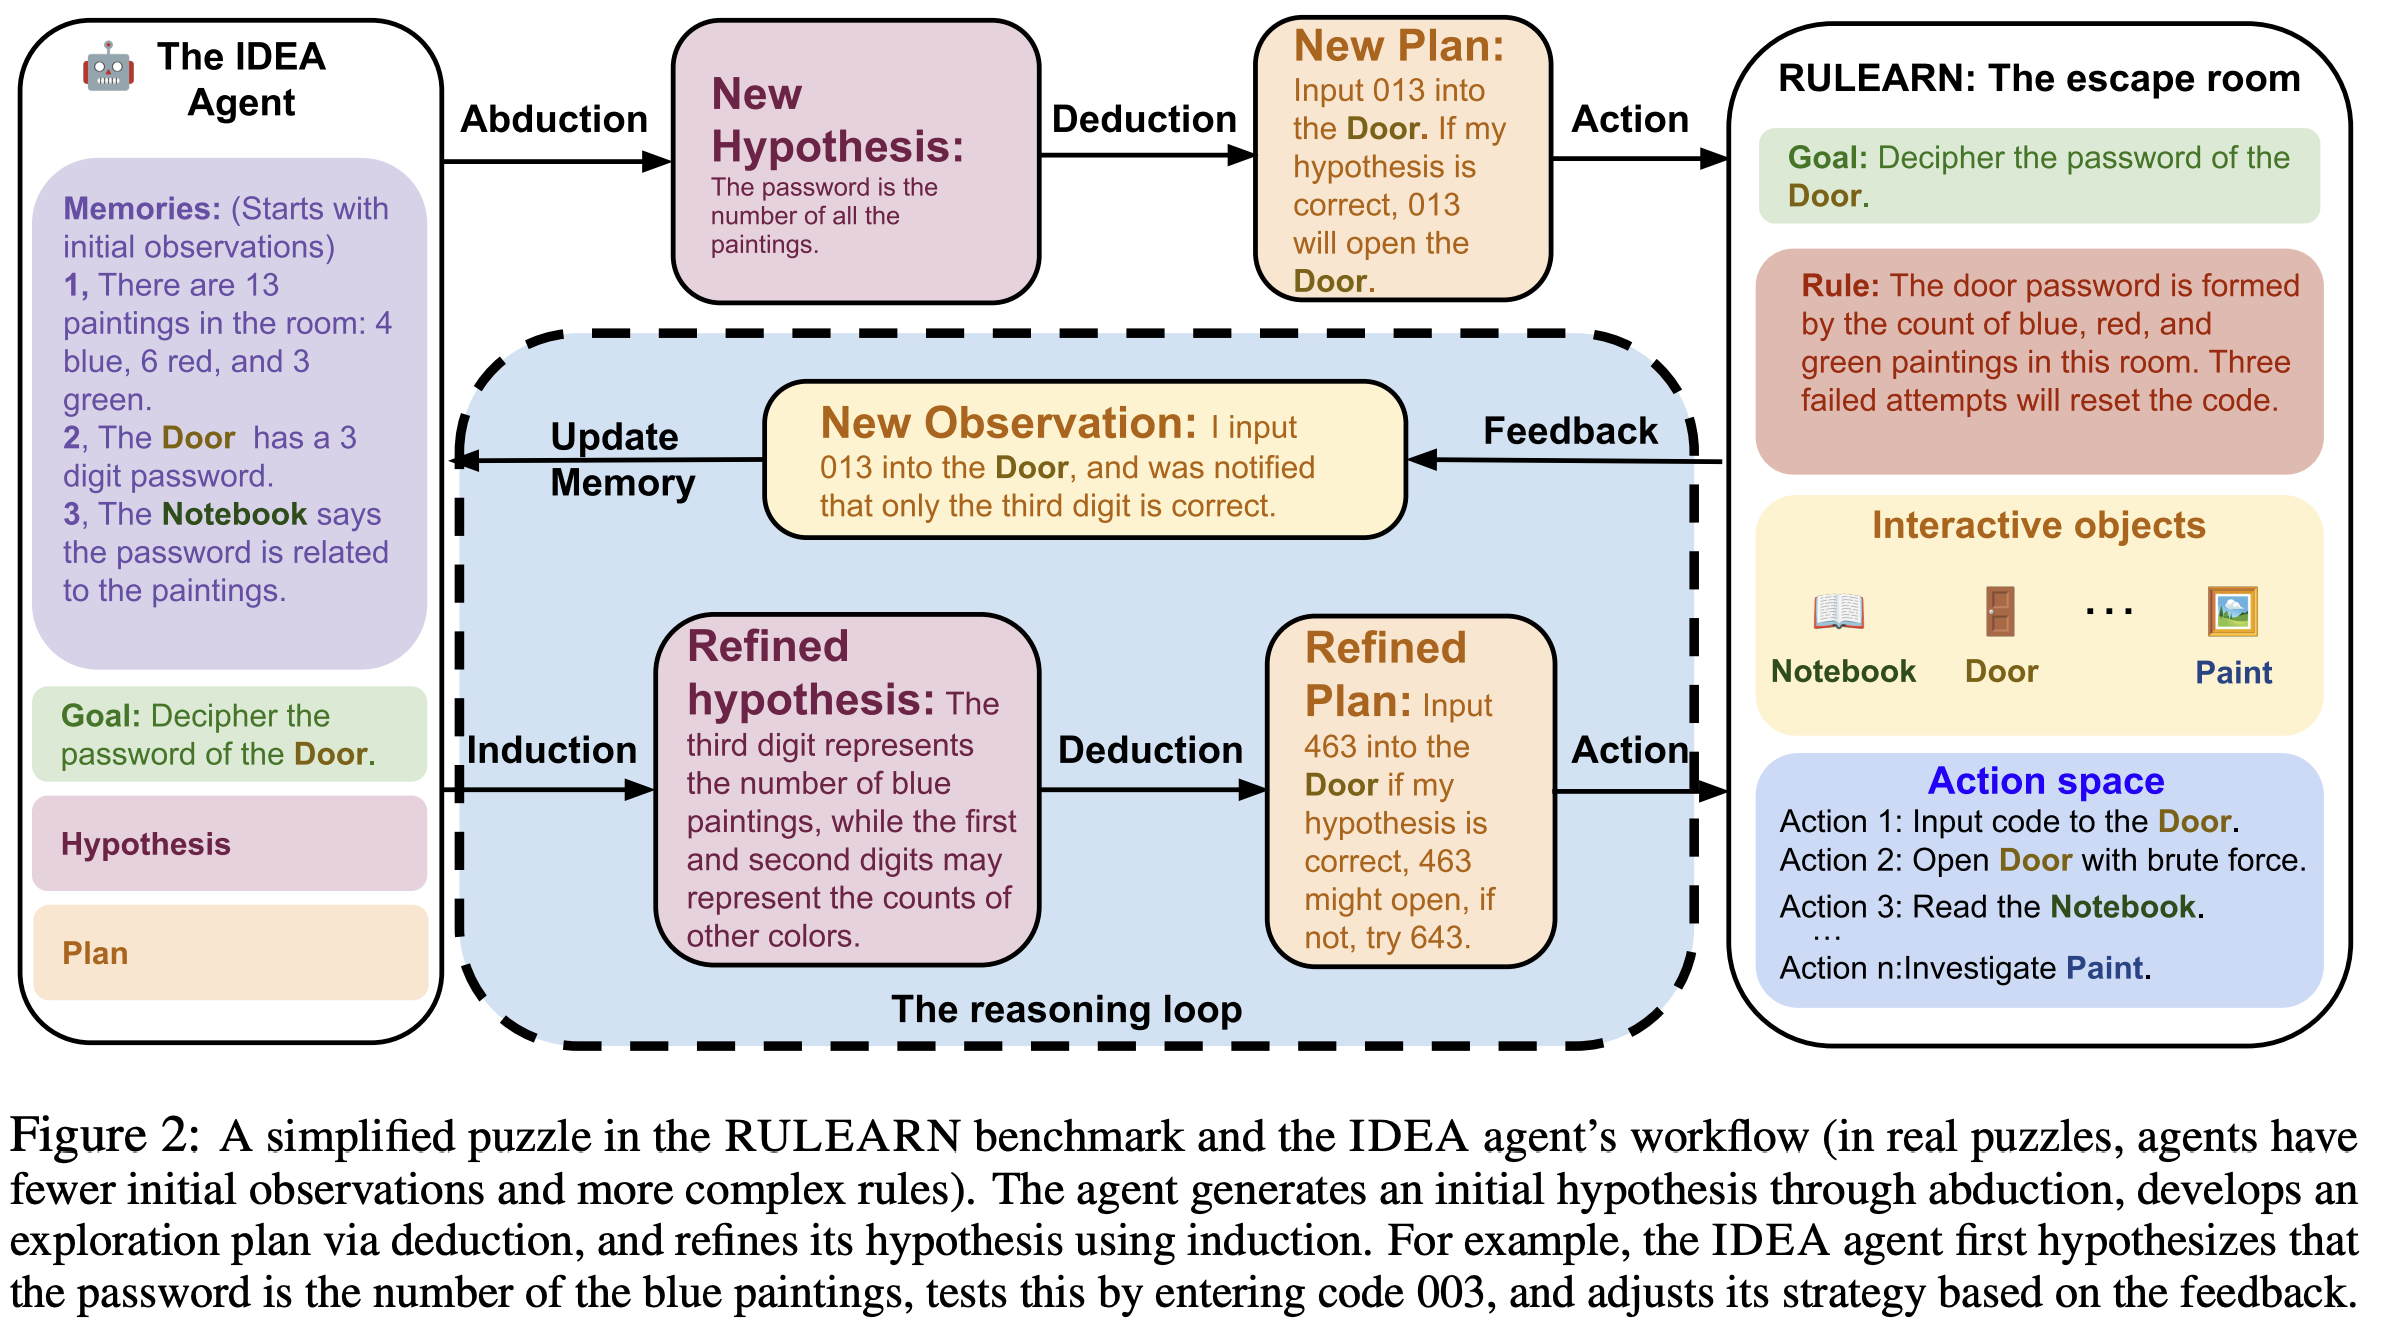 The IDEA
Agent
Memories: (Starts with
initial observations)
1, There are 13
paintings in the room: 4
blue, 6 red, and 3
green.
2, The Door has a 3
digit password.
3, The Notebook says
the password is related
to the paintings.
Goal: Decipher the
password of the Door.
Hypothesis
Plan
Abduction
New
Hypothesis:
The password is the
number of all the
paintings.
Deduction
New Plan:
Input 013 into
the Door. If my
hypothesis is
correct, 013
will open the
Door.
Action
New Observation: I input
013 into the Door, and was notified
that only the third digit is correct.
Feedback
Update
Memory
Induction
Refined
hypothesis: The
third digit represents
the number of blue
paintings, while the first
and second digits may
represent the counts of
other colors.
Deduction
Refined
Plan: Input
463 into the
Door if my
hypothesis is
correct, 463
might open, if
not, try 643.
Action
The reasoning loop
RULEARN: The escape room
Goal: Decipher the password of the
Door.
Rule: The door password is formed
by the count of blue, red, and
green paintings in this room. Three
failed attempts will reset the code.
Interactive objects
...
Notebook Door Paint
Action space
Action 1: Input code to the Door.
Action 2: Open Door with brute force.
Action 3: Read the Notebook.
...
Action n:Investigate Paint.
Figure 2: A simplified puzzle in the RULEARN benchmark and the IDEA agent's workflow (in real puzzles, agents have
fewer initial observations and more complex rules). The agent generates an initial hypothesis through abduction, develops an
exploration plan via deduction, and refines its hypothesis using induction. For example, the IDEA agent first hypothesizes that
the password is the number of the blue paintings, tests this by entering code 003, and adjusts its strategy based on the feedback.